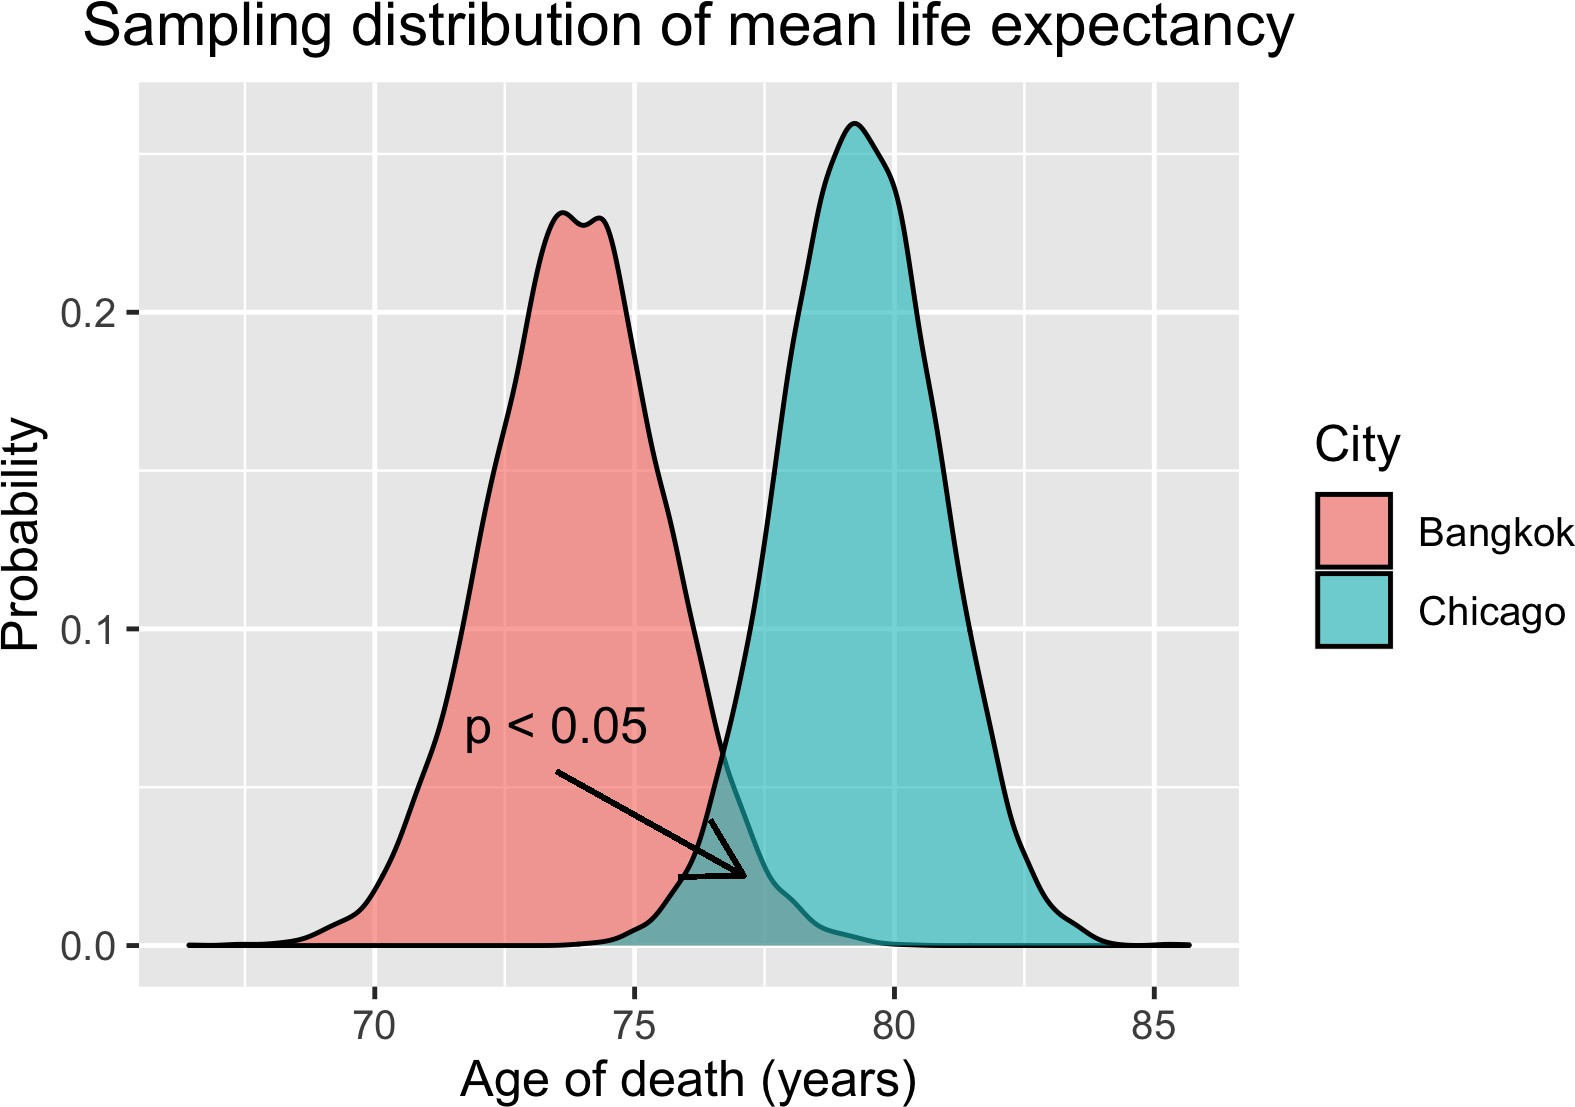 Sampling distribution of mean life expectancy
Probability
0.2
0.1
0.0
p < 0.05
70 75 80 85
Age of death (years)
City
Bangkok
Chicago